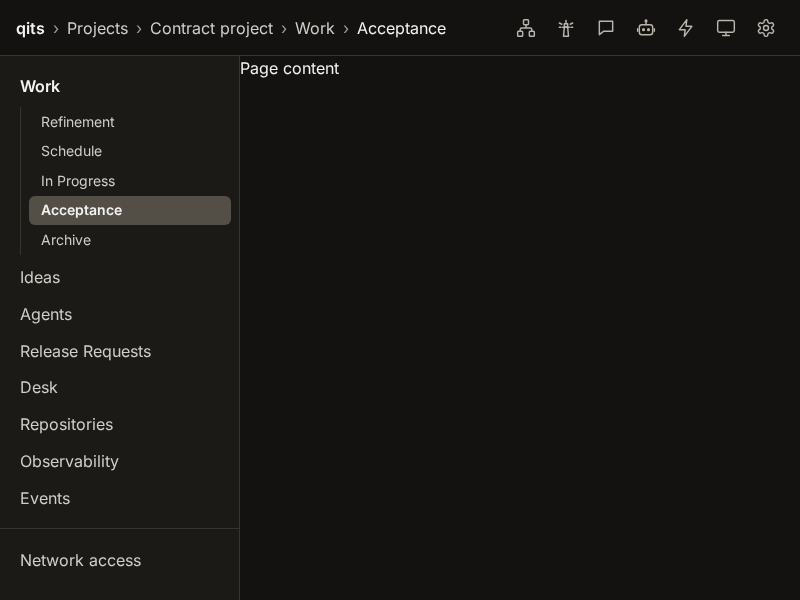 qits › Projects › Contract project › Work › Acceptance
Work
Refinement
Schedule
In Progress
Acceptance
Archive
Ideas
Agents
Release Requests
Desk
Repositories
Observability
Events
Network access
Page content